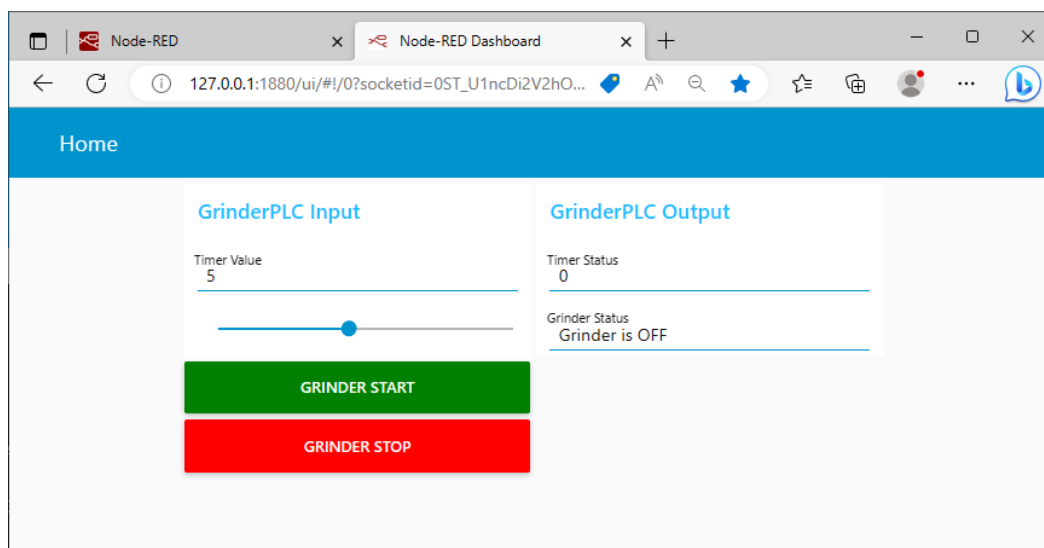 Node-RED
Node-RED Dashboard
127.0.0.1:1880/ui/#!/0?socketid=0ST_U1ncDi2V2hO...
Home
GrinderPLC Input
Timer Value
5
GRINDER START
GRINDER STOP
GrinderPLC Output
Timer Status
0
Grinder Status
Grinder is OFF